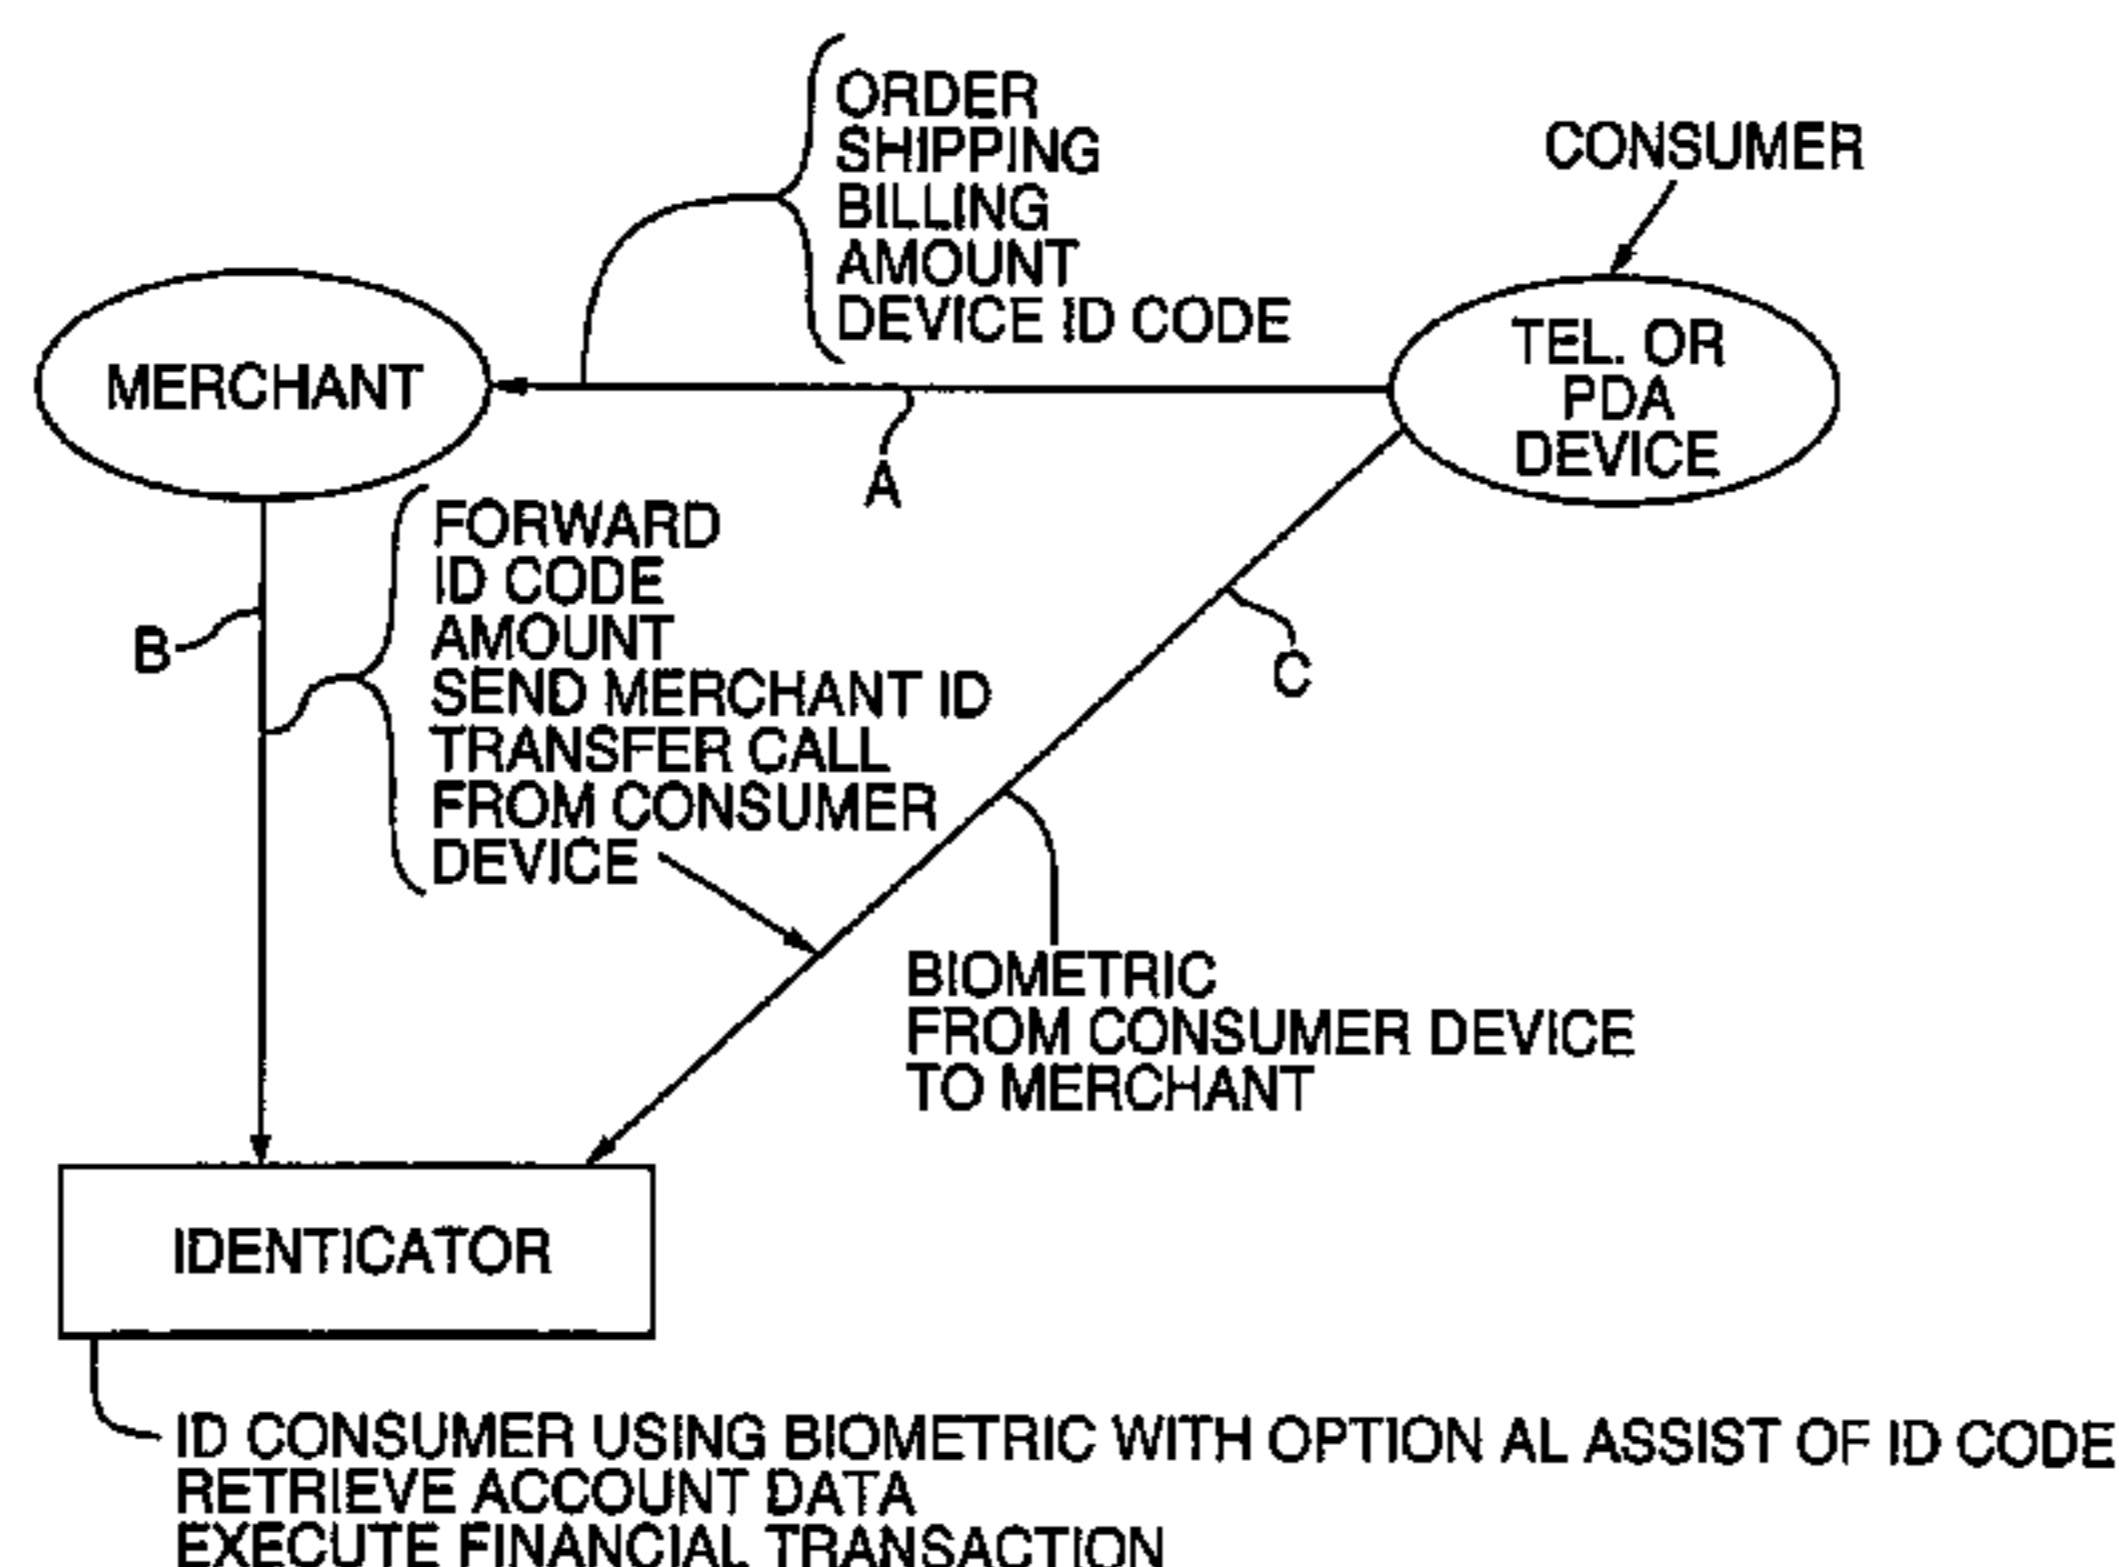 ORDER
SHIPPING
BILLING
AMOUNT
DEVICE ID CODE
CONSUMER
MERCHANT
TEL. OR
PDA
DEVICE
A
FORWARD
ID CODE
AMOUNT
SEND MERCHANT ID
TRANSFER CALL
FROM CONSUMER
DEVICE
B
C
BIOMETRIC
FROM CONSUMER DEVICE
TO MERCHANT
IDENTICATOR
ID CONSUMER USING BIOMETRIC WITH OPTION AL ASSIST OF ID CODE
RETRIEVE ACCOUNT DATA
EXECUTE FINANCIAL TRANSACTION